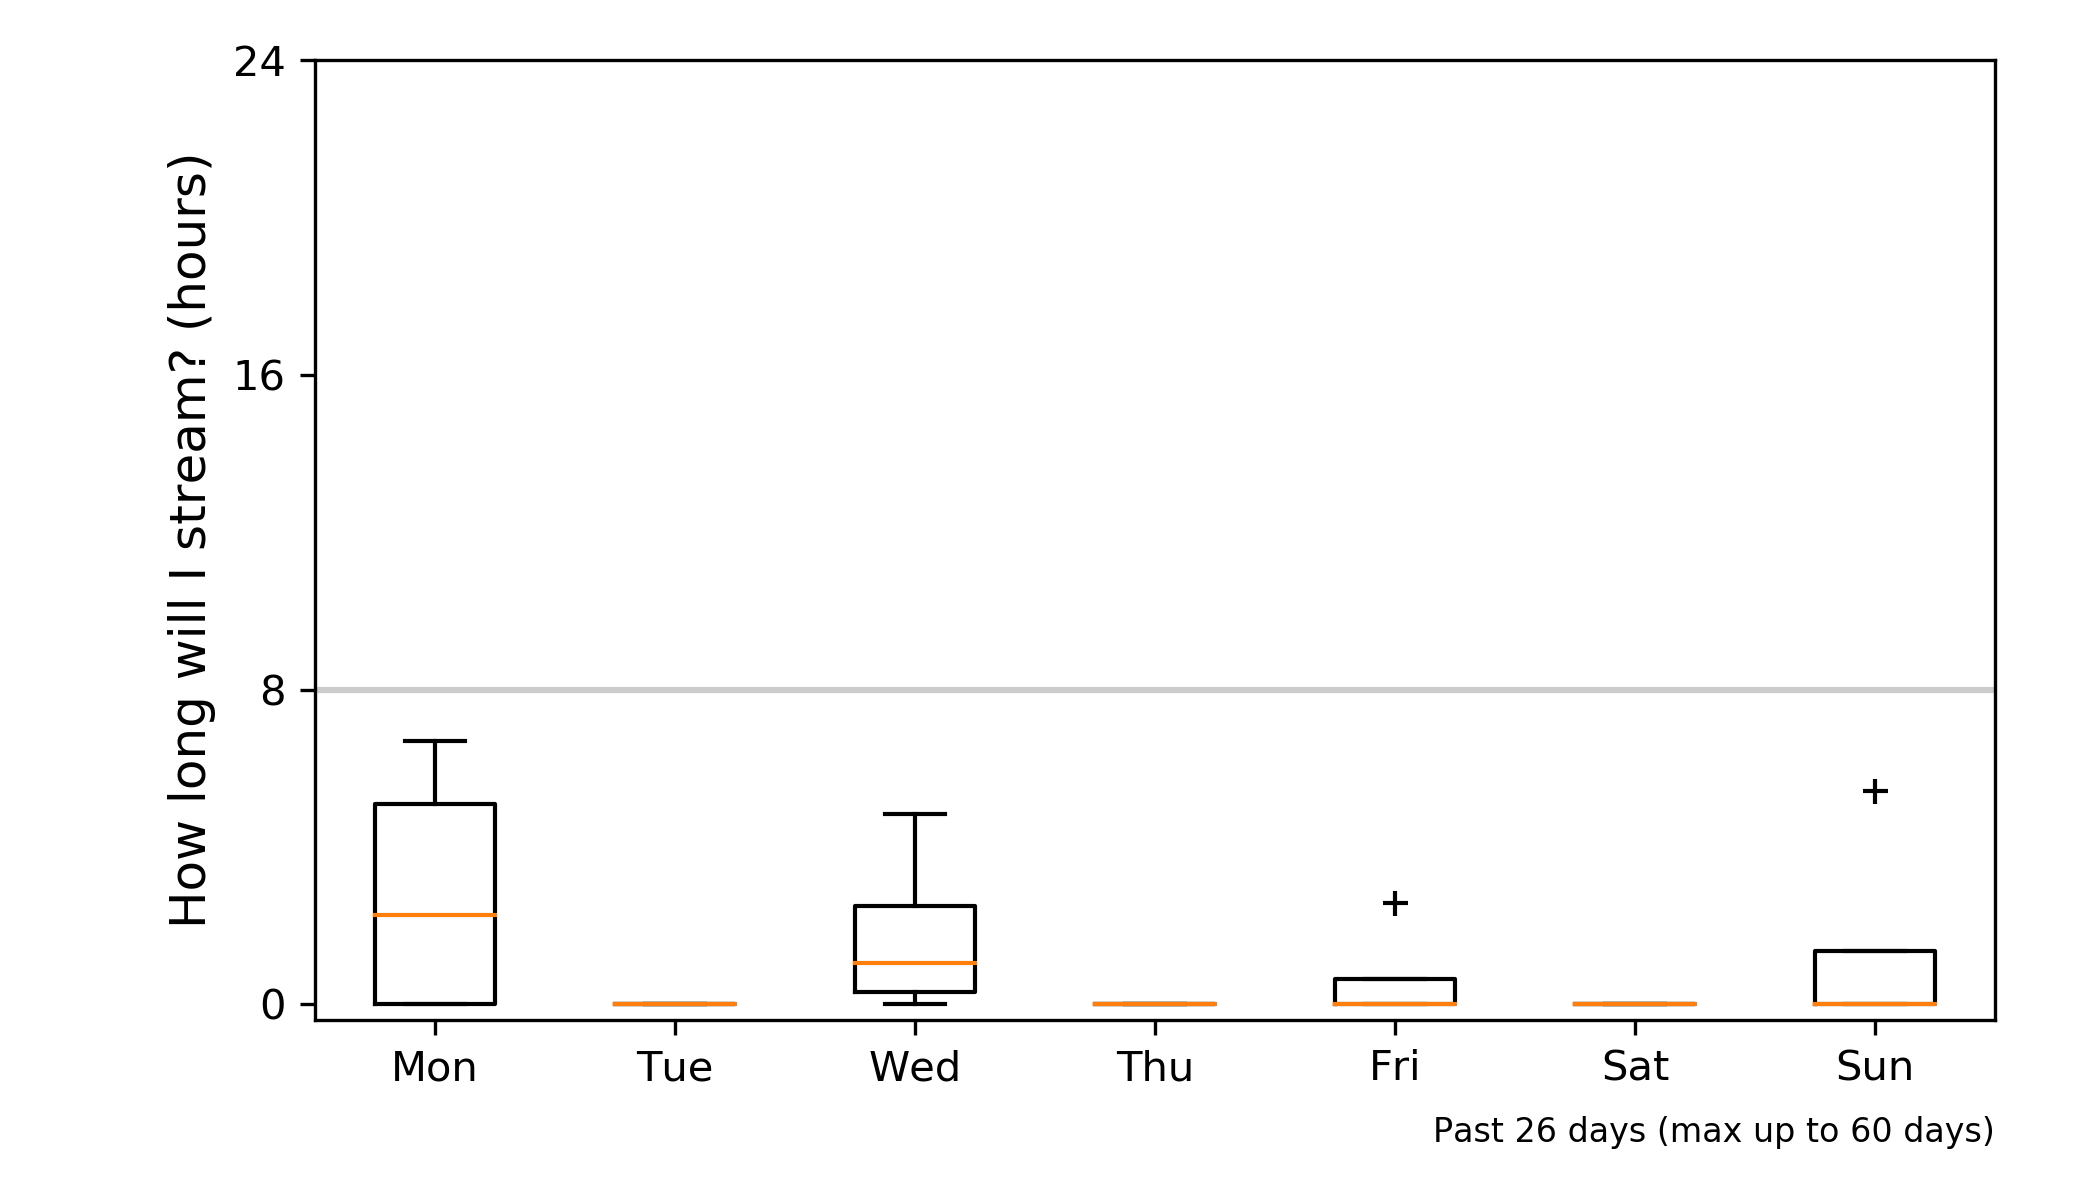 How long will I stream? (hours)
24
16
8
0
Mon Tue Wed Thu Fri Sat Sun
Past 26 days (max up to 60 days)